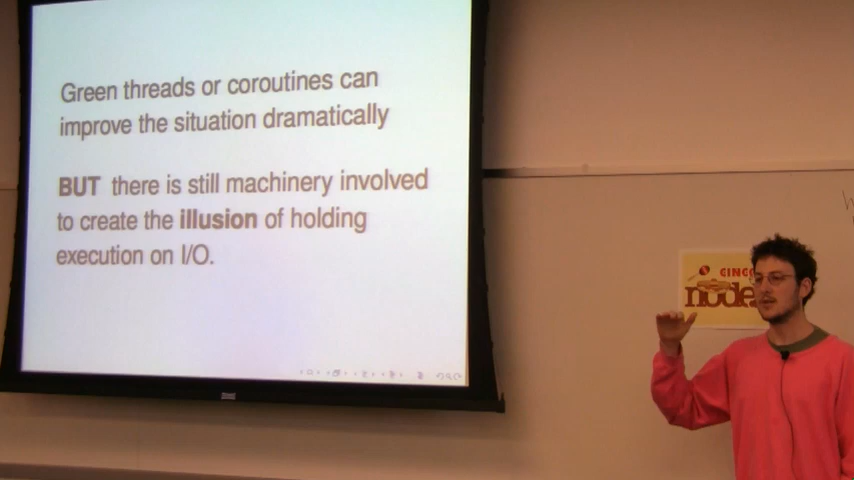 Green threads or coroutines can
improve the situation dramatically
BUT there is still machinery involved
to create the illusion of holding
execution on I/O.
CINCO
node